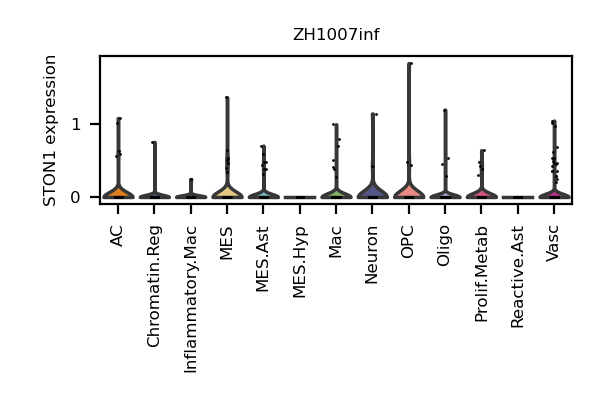 ZH1007inf
STON1 expression
1
0
AC
Chromatin.Reg
Inflammatory.Mac
MES
MES.Ast
MES.Hyp
Mac
Neuron
OPC
Oligo
Prolif.Metab
Reactive.Ast
Vasc